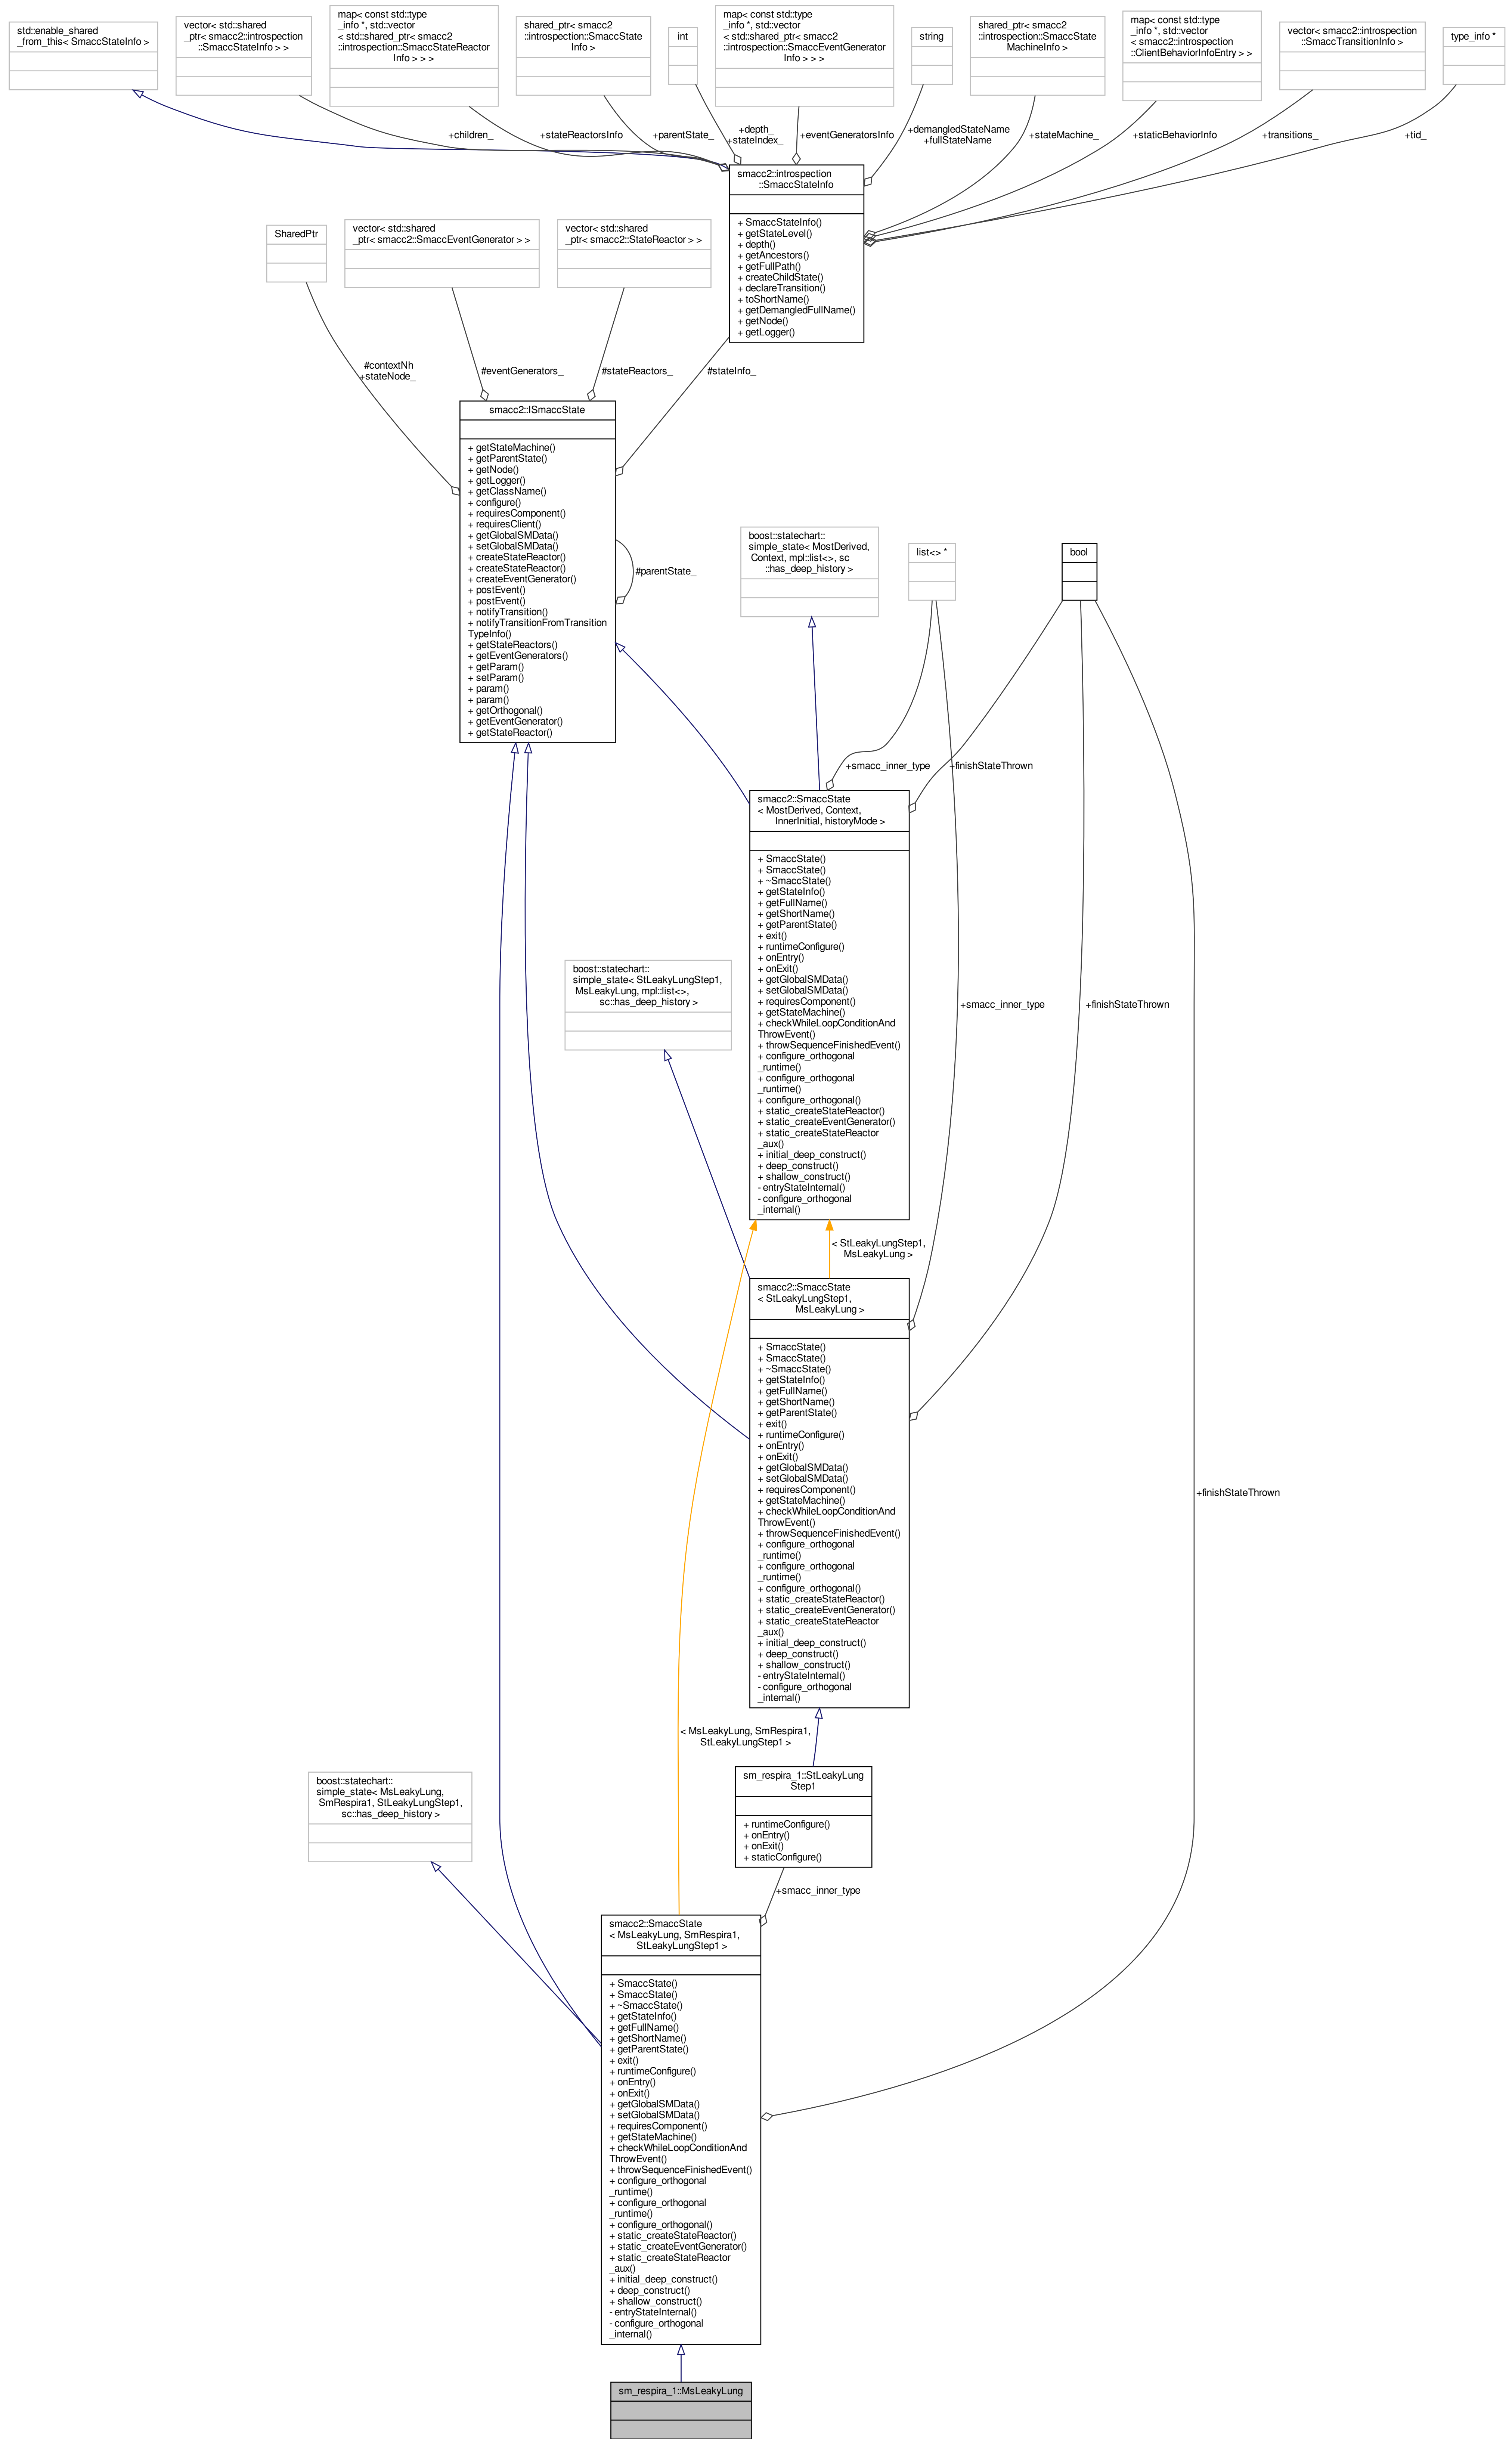 std::enable_shared
_from_this< SmaccStateInfo >
vector< std::shared
_ptr< smacc2::introspection
::SmaccStateInfo > >
map< const std::type
_info *, std::vector
< std::shared_ptr< smacc2
::introspection::SmaccStateReactor
Info > > >
shared_ptr< smacc2
::introspection::SmaccState
Info >
int
map< const std::type
_info *, std::vector
< std::shared_ptr< smacc2
::introspection::SmaccEventGenerator
Info > > >
string
shared_ptr< smacc2
::introspection::SmaccState
MachineInfo >
map< const std::type
_info *, std::vector
< smacc2::introspection
::ClientBehaviorInfoEntry > >
vector< smacc2::introspection
::SmaccTransitionInfo >
type_info *
+children_
+stateReactorsInfo
+parentState_
+depth_
+stateIndex_
+eventGeneratorsInfo
+demangledStateName
+fullStateName
+stateMachine_
+staticBehaviorInfo
+transitions_
+tid_
smacc2::introspection
::SmaccStateInfo
+ SmaccStateInfo()
+ getStateLevel()
+ depth()
+ getAncestors()
+ getFullPath()
+ createChildState()
+ declareTransition()
+ toShortName()
+ getDemangledFullName()
+ getNode()
+ getLogger()
SharedPtr
vector< std::shared
_ptr< smacc2::SmaccEventGenerator > >
vector< std::shared
_ptr< smacc2::StateReactor > >
#contextNh
+stateNode_
#eventGenerators_
#stateReactors_
#stateInfo_
smacc2::ISmaccState
+ getStateMachine()
+ getParentState()
+ getNode()
+ getLogger()
+ getClassName()
+ configure()
+ requiresComponent()
+ requiresClient()
+ getGlobalSMData()
+ setGlobalSMData()
+ createStateReactor()
+ createStateReactor()
+ createEventGenerator()
+ postEvent()
+ postEvent()
+ notifyTransition()
+ notifyTransitionFromTransition
TypeInfo()
+ getStateReactors()
+ getEventGenerators()
+ getParam()
+ setParam()
+ param()
+ param()
+ getOrthogonal()
+ getEventGenerator()
+ getStateReactor()
#parentState_
boost::statechart::
simple_state< MostDerived,
Context, mpl::list<>, sc
::has_deep_history >
list<> *
bool
+smacc_inner_type
+finishStateThrown
smacc2::SmaccState
< MostDerived, Context,
InnerInitial, historyMode >
+ SmaccState()
+ SmaccState()
+ ~SmaccState()
+ getStateInfo()
+ getFullName()
+ getShortName()
+ getParentState()
+ exit()
+ runtimeConfigure()
+ onEntry()
+ onExit()
+ getGlobalSMData()
+ setGlobalSMData()
+ requiresComponent()
+ getStateMachine()
+ checkWhileLoopConditionAnd
ThrowEvent()
+ throwSequenceFinishedEvent()
+ configure_orthogonal
_runtime()
+ configure_orthogonal
_runtime()
+ configure_orthogonal()
+ static_createStateReactor()
+ static_createEventGenerator()
+ static_createStateReactor
_aux()
+ initial_deep_construct()
+ deep_construct()
+ shallow_construct()
- entryStateInternal()
- configure_orthogonal
_internal()
boost::statechart::
simple_state< StLeakyLungStep1,
MsLeakyLung, mpl::list<>,
sc::has_deep_history >
+smacc_inner_type
+finishStateThrown
< StLeakyLungStep1,
MsLeakyLung >
smacc2::SmaccState
< StLeakyLungStep1,
MsLeakyLung >
+ SmaccState()
+ SmaccState()
+ ~SmaccState()
+ getStateInfo()
+ getFullName()
+ getShortName()
+ getParentState()
+ exit()
+ runtimeConfigure()
+ onEntry()
+ onExit()
+ getGlobalSMData()
+ setGlobalSMData()
+ requiresComponent()
+ getStateMachine()
+ checkWhileLoopConditionAnd
ThrowEvent()
+ throwSequenceFinishedEvent()
+ configure_orthogonal
_runtime()
+ configure_orthogonal
_runtime()
+ configure_orthogonal()
+ static_createStateReactor()
+ static_createEventGenerator()
+ static_createStateReactor
_aux()
+ initial_deep_construct()
+ deep_construct()
+ shallow_construct()
- entryStateInternal()
- configure_orthogonal
_internal()
+finishStateThrown
< MsLeakyLung, SmRespira1,
StLeakyLungStep1 >
sm_respira_1::StLeakyLung
Step1
+ runtimeConfigure()
+ onEntry()
+ onExit()
+ staticConfigure()
boost::statechart::
simple_state< MsLeakyLung,
SmRespira1, StLeakyLungStep1,
sc::has_deep_history >
+smacc_inner_type
smacc2::SmaccState
< MsLeakyLung, SmRespira1,
StLeakyLungStep1 >
+ SmaccState()
+ SmaccState()
+ ~SmaccState()
+ getStateInfo()
+ getFullName()
+ getShortName()
+ getParentState()
+ exit()
+ runtimeConfigure()
+ onEntry()
+ onExit()
+ getGlobalSMData()
+ setGlobalSMData()
+ requiresComponent()
+ getStateMachine()
+ checkWhileLoopConditionAnd
ThrowEvent()
+ throwSequenceFinishedEvent()
+ configure_orthogonal
_runtime()
+ configure_orthogonal
_runtime()
+ configure_orthogonal()
+ static_createStateReactor()
+ static_createEventGenerator()
+ static_createStateReactor
_aux()
+ initial_deep_construct()
+ deep_construct()
+ shallow_construct()
- entryStateInternal()
- configure_orthogonal
_internal()
sm_respira_1::MsLeakyLung